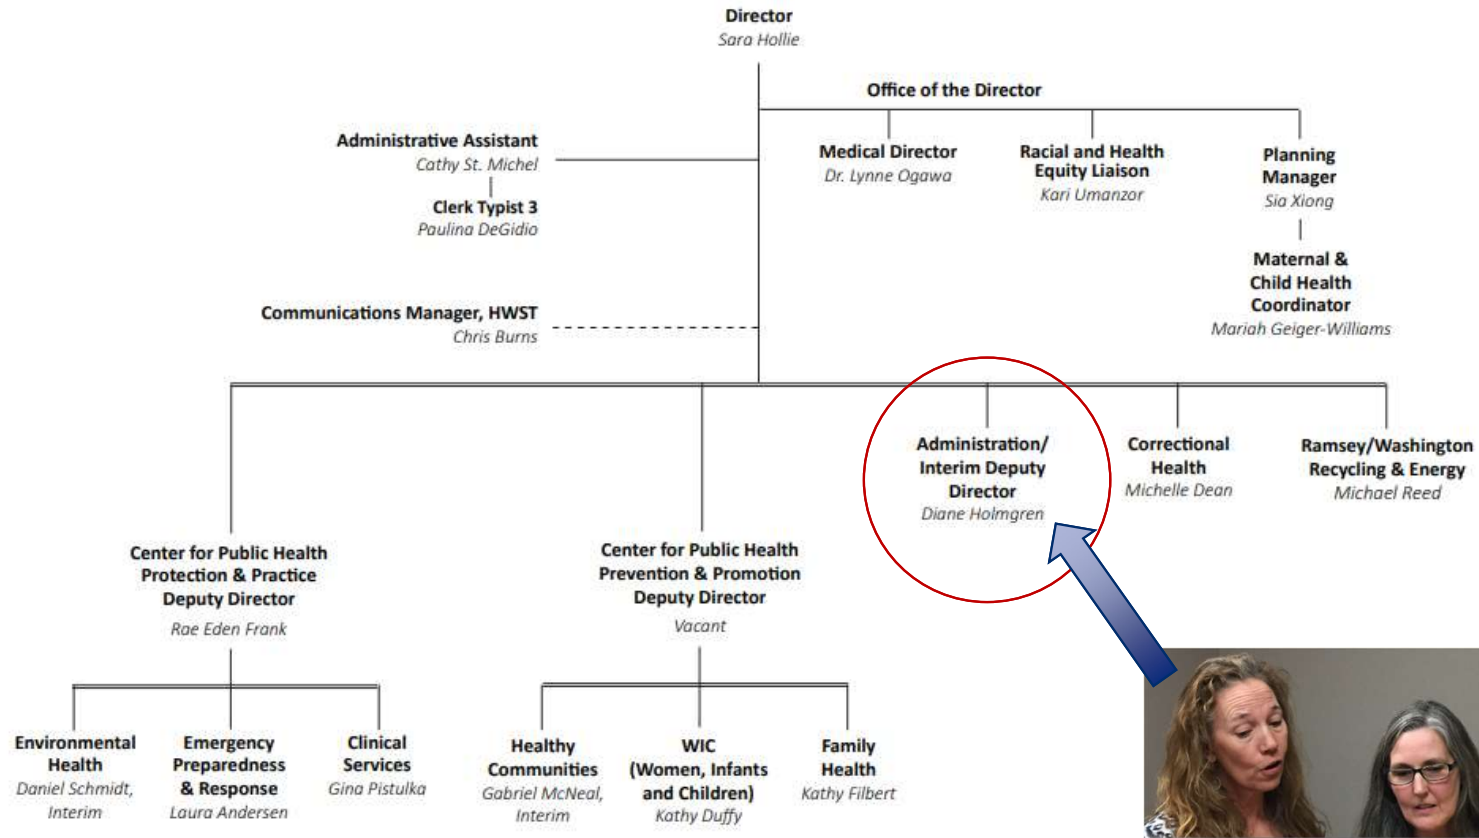 Director
Sara Hollie
Office of the Director
Administrative Assistant
Cathy St. Michel
Clerk Typist 3
Paulina DeGidio
Medical Director
Dr. Lynne Ogawa
Racial and Health
Equity Liaison
Kari Umanzor
Planning
Manager
Sia Xiong
Maternal &
Child Health
Coordinator
Mariah Geiger-Williams
Communications Manager, HWST
Chris Burns
Administration/
Interim Deputy
Director
Diane Holmgren
Correctional
Health
Michelle Dean
Ramsey/Washington
Recycling & Energy
Michael Reed
Center for Public Health
Protection & Practice
Deputy Director
Rae Eden Frank
Center for Public Health
Prevention & Promotion
Deputy Director
Vacant
Environmental
Health
Daniel Schmidt,
Interim
Emergency
Preparedness
& Response
Laura Andersen
Clinical
Services
Gina Pistulka
Healthy
Communities
Gabriel McNeal,
Interim
WIC
(Women, Infants
and Children)
Kathy Duffy
Family
Health
Kathy Filbert